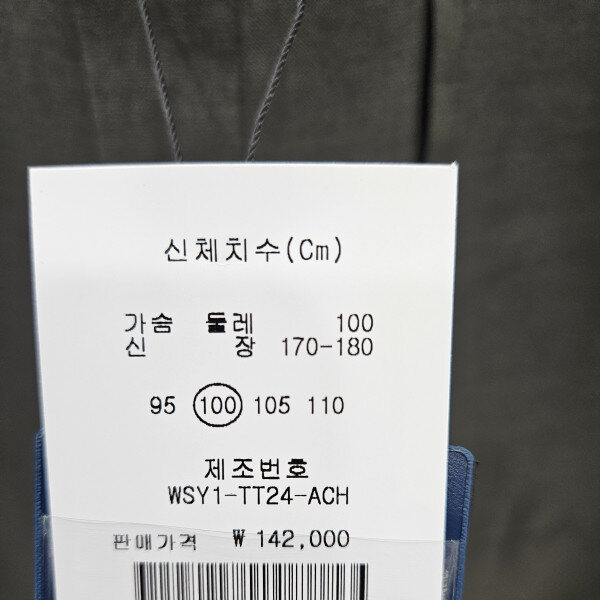 신체치수(Cm)
가슴 둘레 100
신 장 170-180
95 100 105 110
제조번호
WSY1-TT24-ACH
판매가격 ₩ 142,000